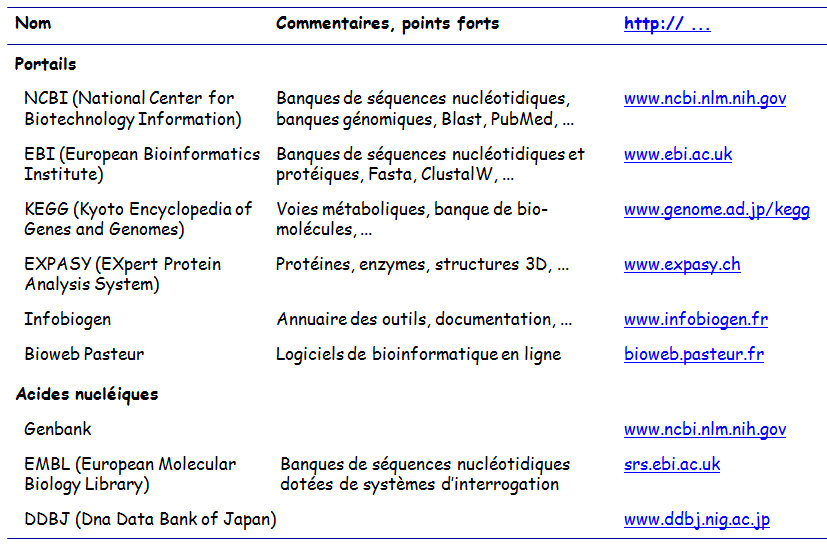 Nom Commentaires, points forts http:// ...
Portails
NCBI (National Center for Banques de séquences nucléotidiques, www.ncbi.nlm.nih.gov
Biotechnology Information) banques génomiques, Blast, PubMed, ...
EBI (European Bioinformatics Banques de séquences nucléotidiques et www.ebi.ac.uk
Institute) protéiques, Fasta, ClustalW, ...
KEGG (Kyoto Encyclopedia of Voies métaboliques, banque de bio- www.genome.ad.jp/kegg
Genes and Genomes) molécules, ...
EXPASY (EXpert Protein Protéines, enzymes, structures 3D, ... www.expasy.ch
Analysis System)
Infobiogen Annuaire des outils, documentation, ... www.infobiogen.fr
Bioweb Pasteur Logiciels de bioinformatique en ligne bioweb.pasteur.fr
Acides nucléiques
Genbank www.ncbi.nlm.nih.gov
EMBL (European Molecular Banques de séquences nucléotidiques srs.ebi.ac.uk
Biology Library) dotées de systèmes d'interrogation
DDBJ (Dna Data Bank of Japan) www.ddbj.nig.ac.jp